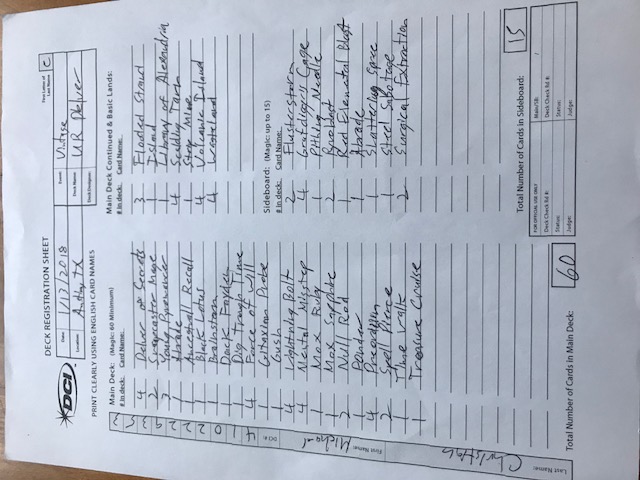 DECK REGISTRATION SHEET
First Letter of Last Name: C
DCI
Date: 1/13/2018
Event: Vintage
Location: TX
Deck Name: UR Delver
Deck Designer:
PRINT CLEARLY USING ENGLISH CARD NAMES
Last Name: Christian First Name: Michael DCI #: 4102229353
Main Deck: (Magic: 60 Minimum)
# in deck: Card Name:
4 Delver of Secrets
2 Snapcaster Mage
3 Young Pyromancer
1 Abrade
1 Ancestrall Recall
1 Black Lotus
1 Brainstorm
1 Dack Fayden
1 Dig Trough Time
4 Force of Will
1 Gitaxian Probe
1 Gush
4 Lightning Bolt
4 Mental Misstep
1 Mox Ruby
1 Mox Sapphire
2 Null Rod
1 Ponder
4 Preordain
2 Spell Pierce
1 Time Walk
1 Treasure Cruise
Total Number of Cards in Main Deck: 60
Main Deck Continued & Basic Lands:
# in deck: Card Name:
3 Flooded Strand
1 Island
1 Library of Alexandria
4 Scalding Tarn
1 Strip Mine
4 Volcanic Island
4 Wasteland
Sideboard: (Magic: up to 15)
# in deck: Card Name:
2 Flusterstorm
4 Grafdigger's Cage
1 Pithing Needle
2 Pyroblast
1 Red Elemetal Blast
1 Abrade
1 Shattering Spree
1 Steel Sabotage
2 Surgical Extraction
Total Number of Cards in Sideboard: 15
FOR OFFICIAL USE ONLY
Main/SB: /
Deck Check Rd #:
Deck Check Rd #:
Status:
Status:
Judge:
Judge: